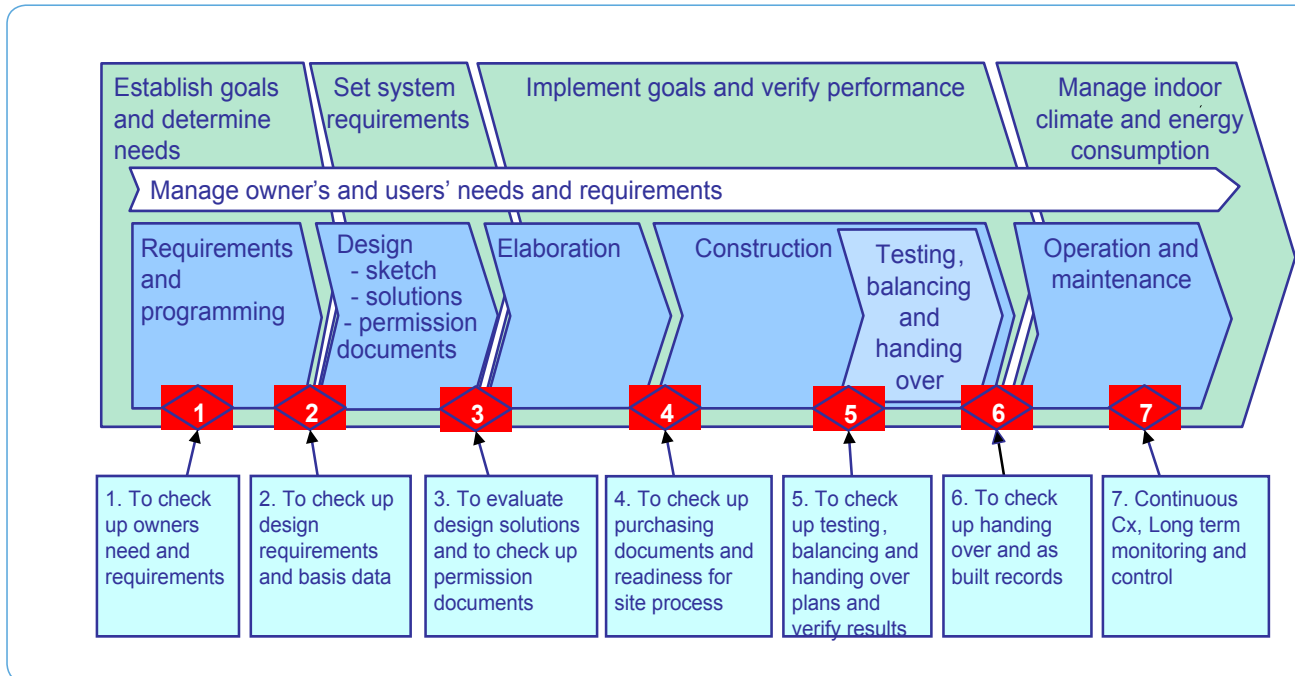 Establish goals
and determine
needs
Set system
requirements
Implement goals and verify performance
Manage indoor
climate and energy
consumption
Manage owner's and users' needs and requirements
Requirements
and
programming
Design
- sketch
- solutions
- permission
documents
Elaboration
Construction
Testing,
balancing
and
handing
over
Operation and
maintenance
1
2
3
4
5
6
7
1. To check
up owners
need and
requirements
2. To check up
design
requirements
and basis data
3. To evaluate
design solutions
and to check up
permission
documents
4. To check up
purchasing
documents and
readiness for
site process
5. To check
up testing,
balancing and
handing over
plans and
verify results
6. To check
up handing
over and as
built records
7. Continuous
Cx, Long term
monitoring and
control